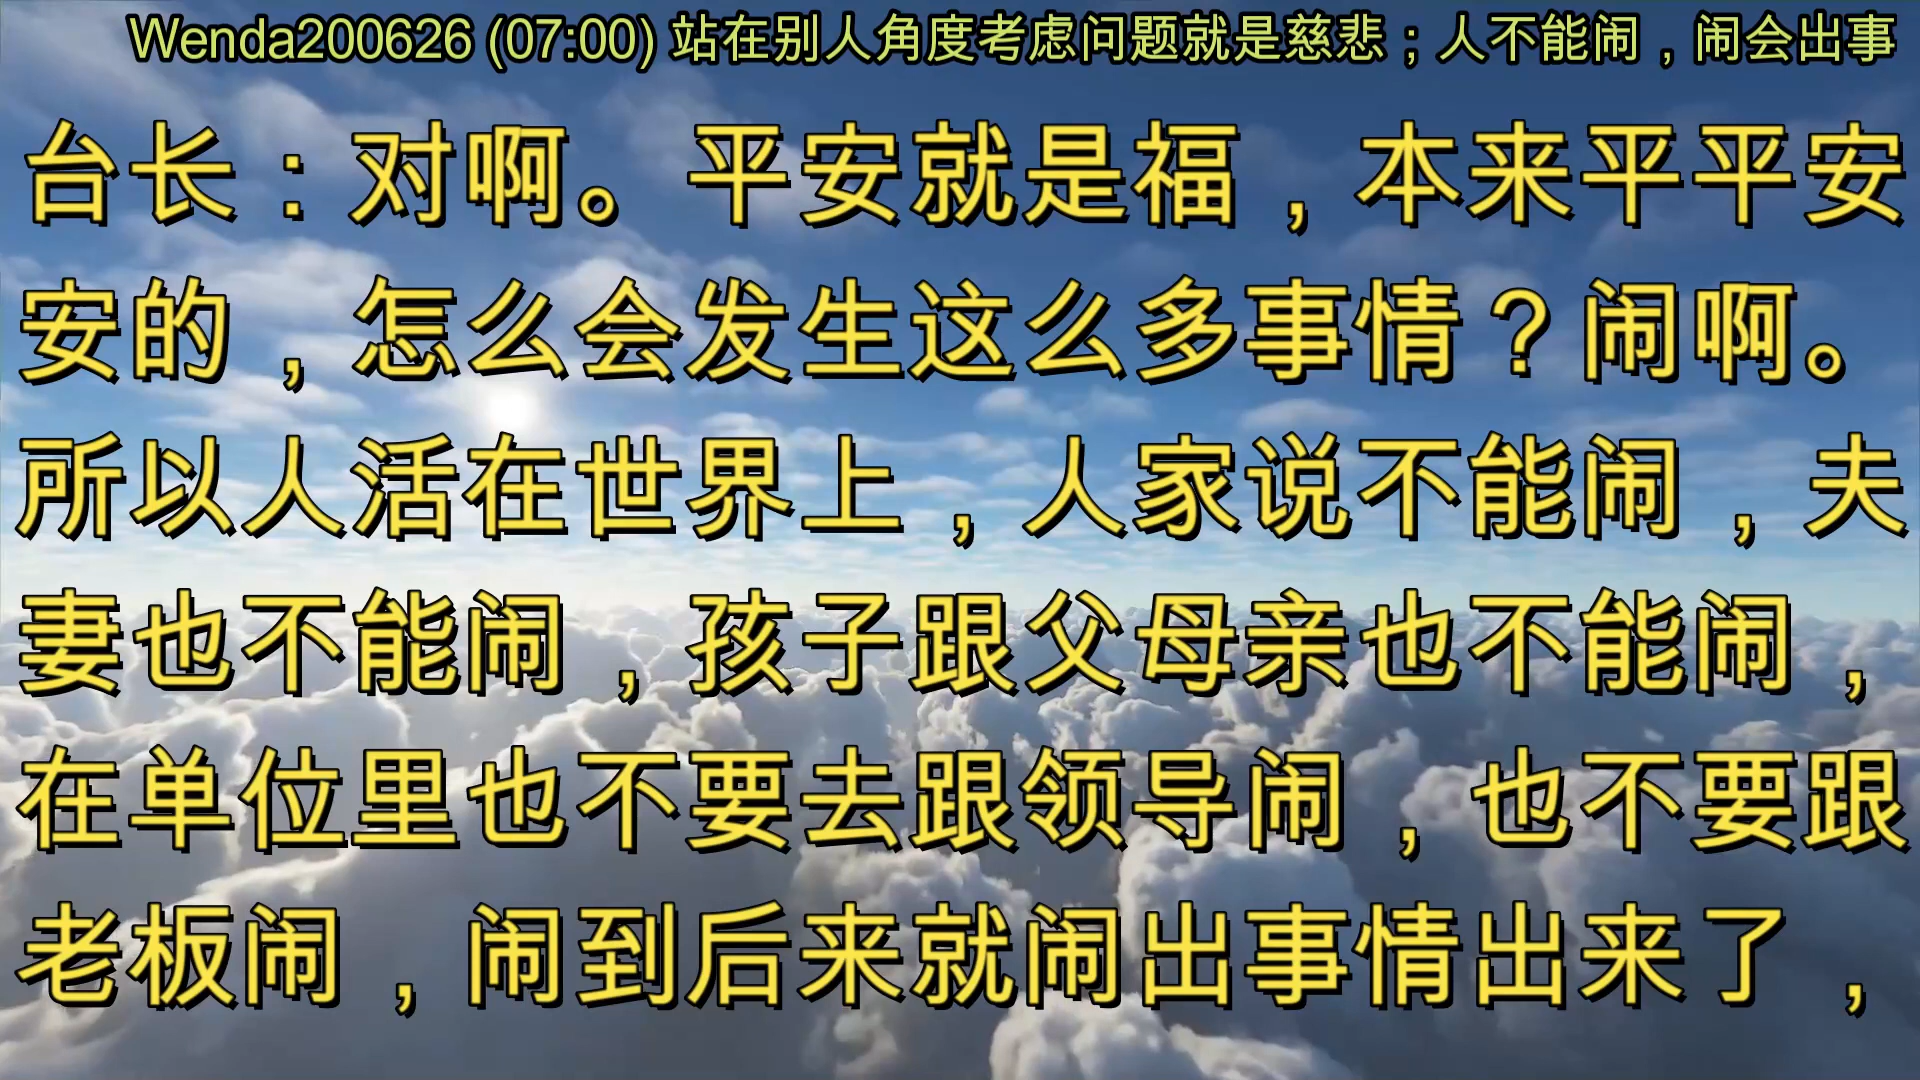 Wenda200626 (07:00) 站在别人角度考虑问题就是慈悲；人不能闹，闹会出事
台长：对啊。平安就是福，本来平平安
安的，怎么会发生这么多事情？闹啊。
所以人活在世界上，人家说不能闹，夫
妻也不能闹，孩子跟父母亲也不能闹，
在单位里也不要去跟领导闹，也不要跟
老板闹，闹到后来就闹出事情出来了，